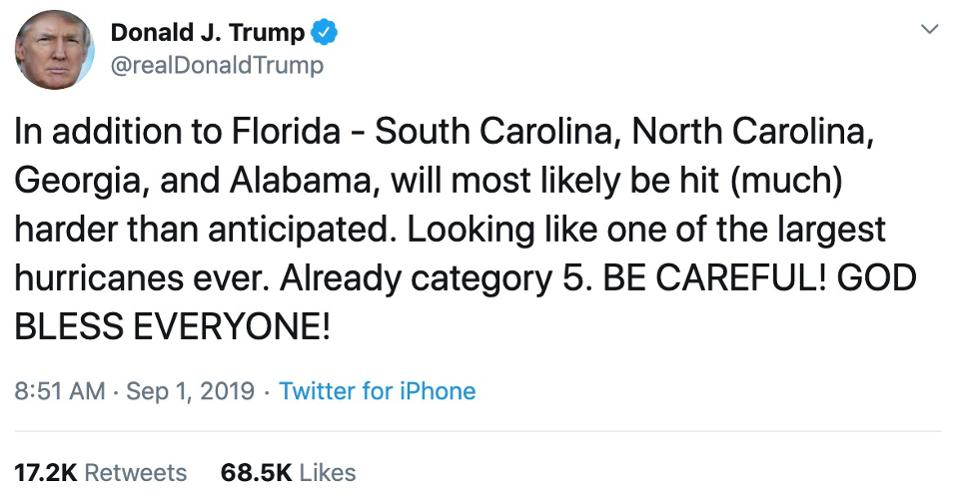 Donald J. Trump
@realDonaldTrump
In addition to Florida - South Carolina, North Carolina,
Georgia, and Alabama, will most likely be hit (much)
harder than anticipated. Looking like one of the largest
hurricanes ever. Already category 5. BE CAREFUL! GOD
BLESS EVERYONE!
8:51 AM · Sep 1, 2019 · Twitter for iPhone
17.2K Retweets 68.5K Likes